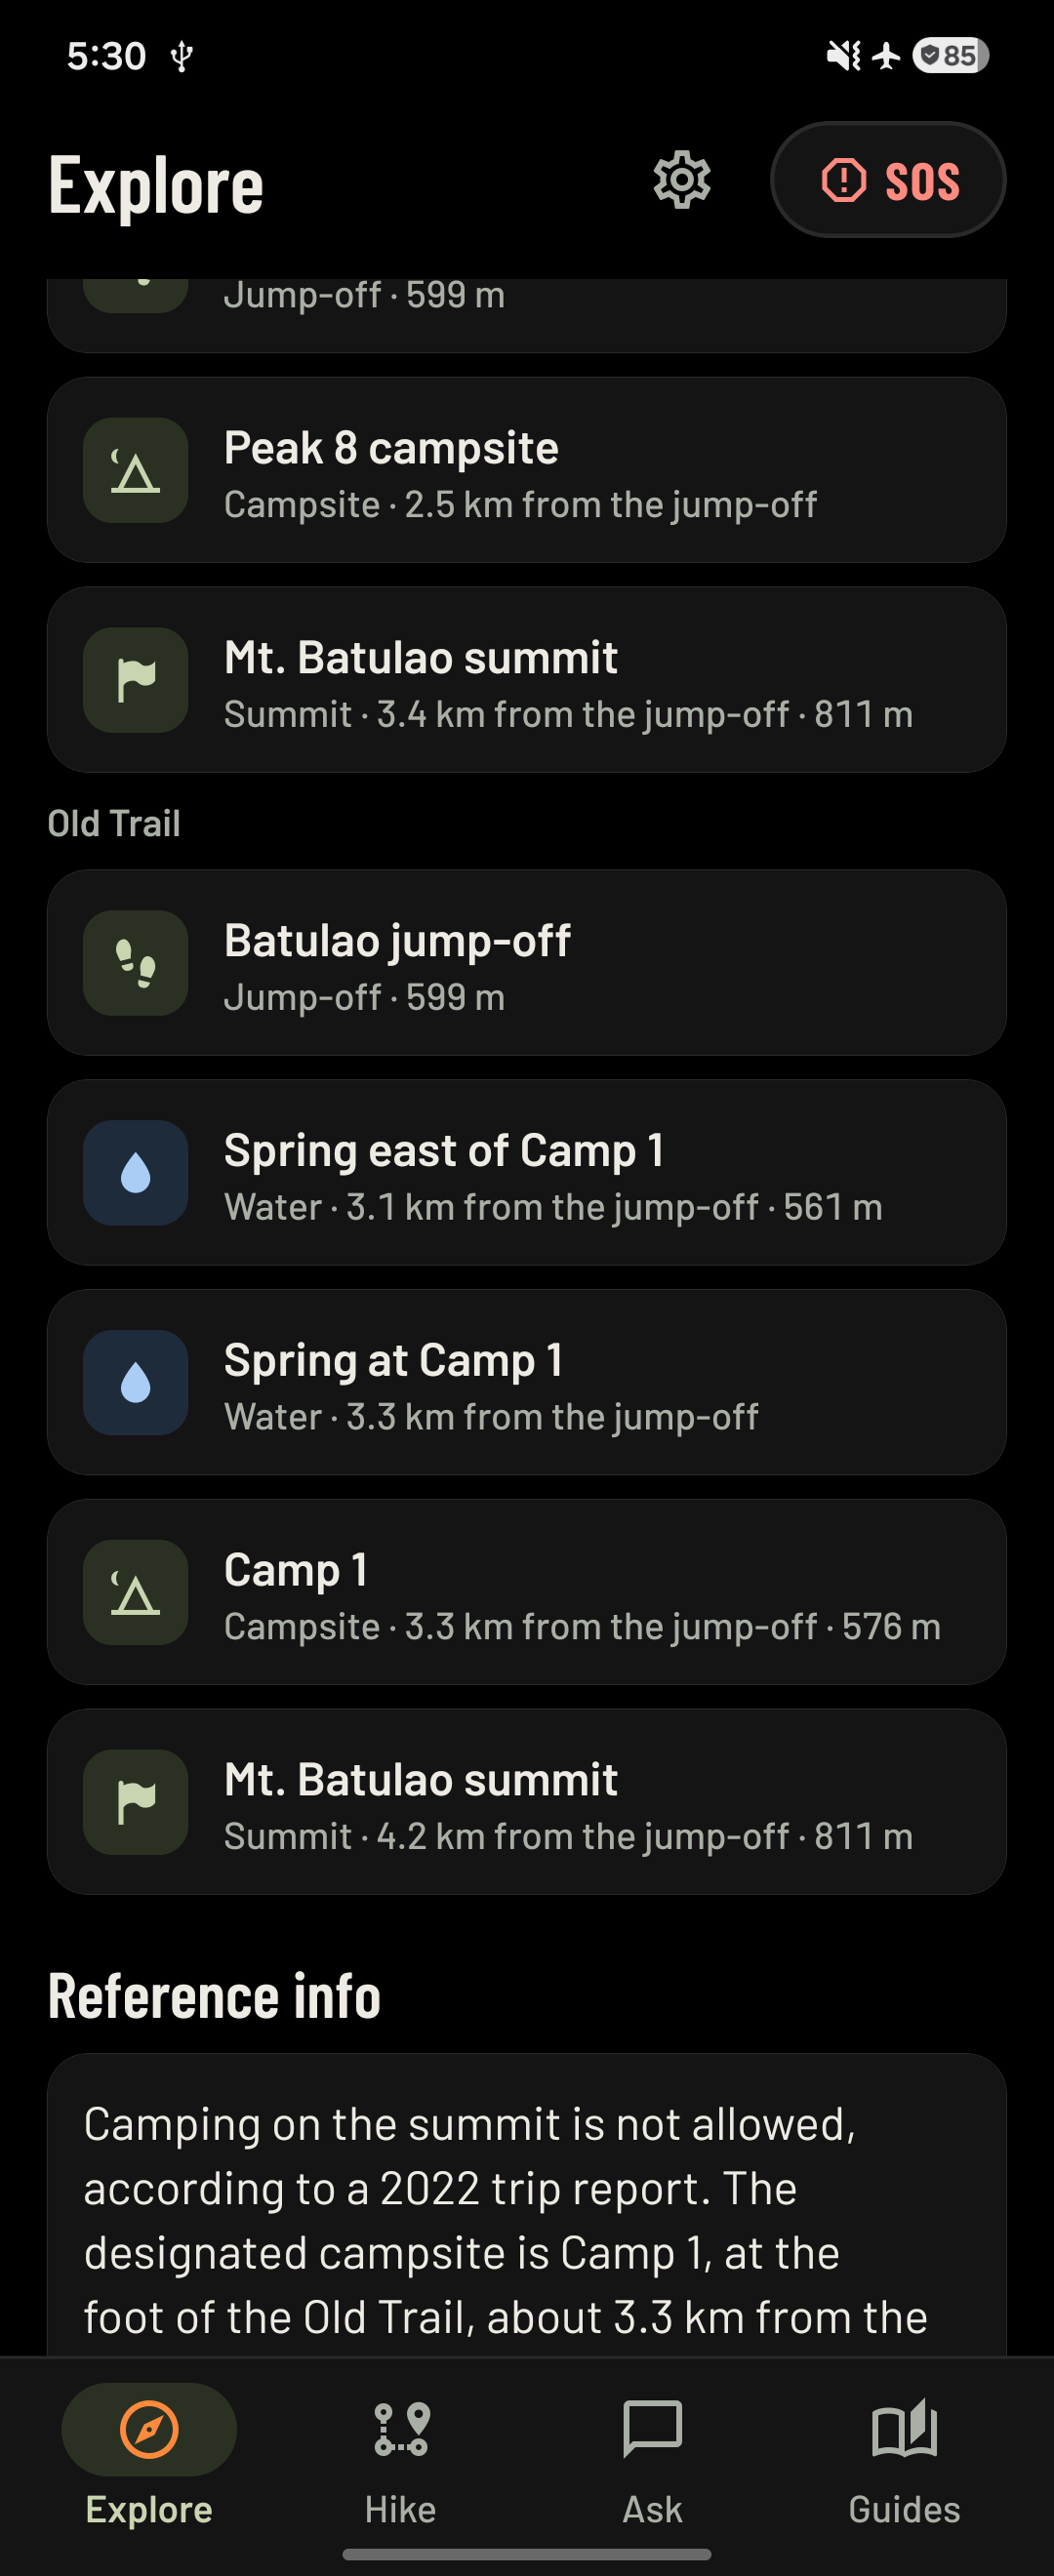 5:30
85
Explore
SOS
Jump-off · 599 m
Peak 8 campsite
Campsite · 2.5 km from the jump-off
Mt. Batulao summit
Summit · 3.4 km from the jump-off · 811 m
Old Trail
Batulao jump-off
Jump-off · 599 m
Spring east of Camp 1
Water · 3.1 km from the jump-off · 561 m
Spring at Camp 1
Water · 3.3 km from the jump-off
Camp 1
Campsite · 3.3 km from the jump-off · 576 m
Mt. Batulao summit
Summit · 4.2 km from the jump-off · 811 m
Reference info
Camping on the summit is not allowed,
according to a 2022 trip report. The
designated campsite is Camp 1, at the
foot of the Old Trail, about 3.3 km from the
Explore
Hike
Ask
Guides